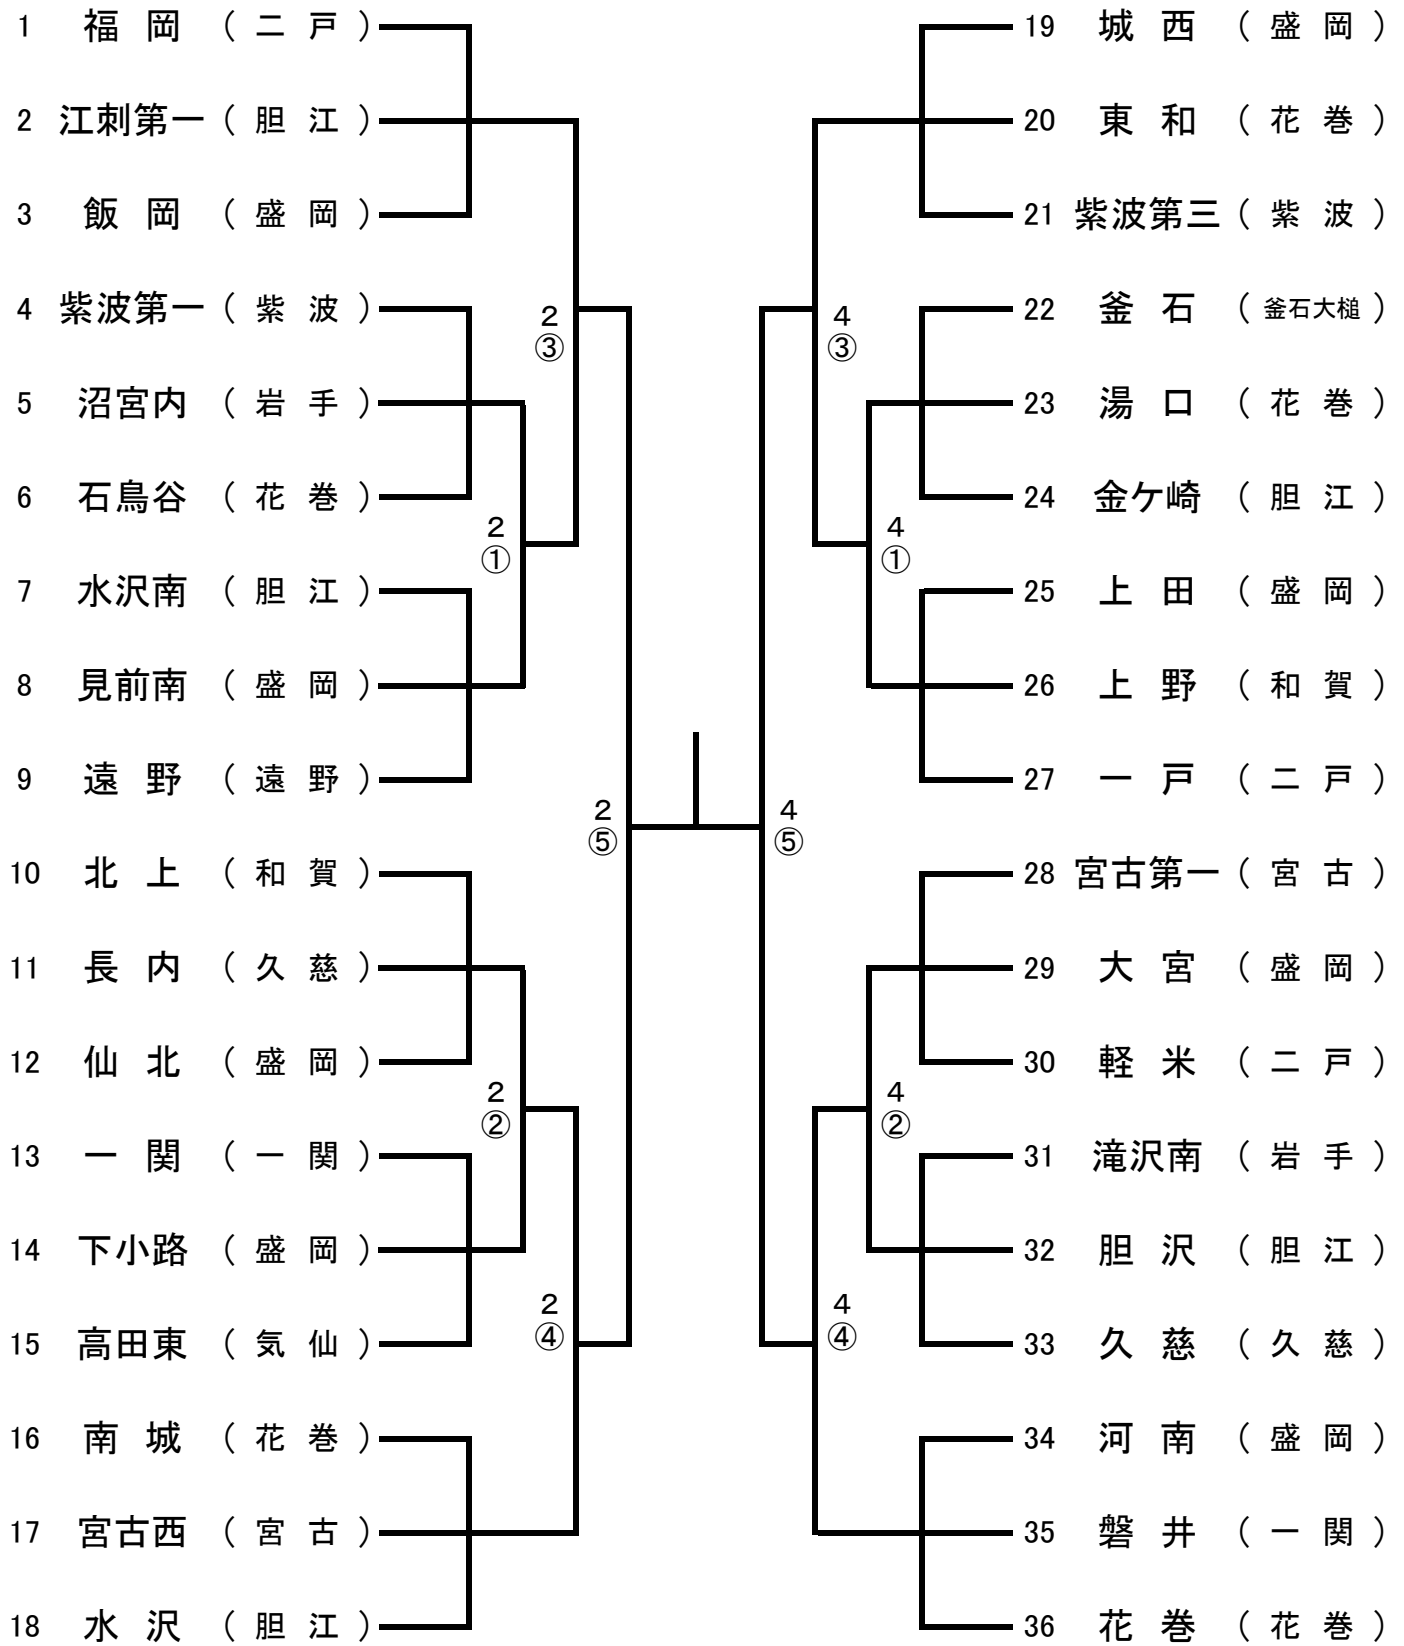 1 福岡 （二戸）
2 江刺第一（胆江）
3 飯岡 （盛岡）
4 紫波第一（紫波）
5 沼宮内 （岩手）
6 石鳥谷 （花巻）
7 水沢南 （胆江）
8 見前南 （盛岡）
9 遠野 （遠野）
10 北上 （和賀）
11 長内 （久慈）
12 仙北 （盛岡）
13 一関 （一関）
14 下小路 （盛岡）
15 高田東 （気仙）
16 南城 （花巻）
17 宮古西 （宮古）
18 水沢 （胆江）
2
③
2
①
2
⑤
2
②
2
④
4
③
4
①
4
⑤
4
②
4
④
19 城西 （盛岡）
20 東和 （花巻）
21 紫波第三（紫波）
22 釜石 （釜石大槌）
23 湯口 （花巻）
24 金ケ崎 （胆江）
25 上田 （盛岡）
26 上野 （和賀）
27 一戸 （二戸）
28 宮古第一（宮古）
29 大宮 （盛岡）
30 軽米 （二戸）
31 滝沢南 （岩手）
32 胆沢 （胆江）
33 久慈 （久慈）
34 河南 （盛岡）
35 磐井 （一関）
36 花巻 （花巻）